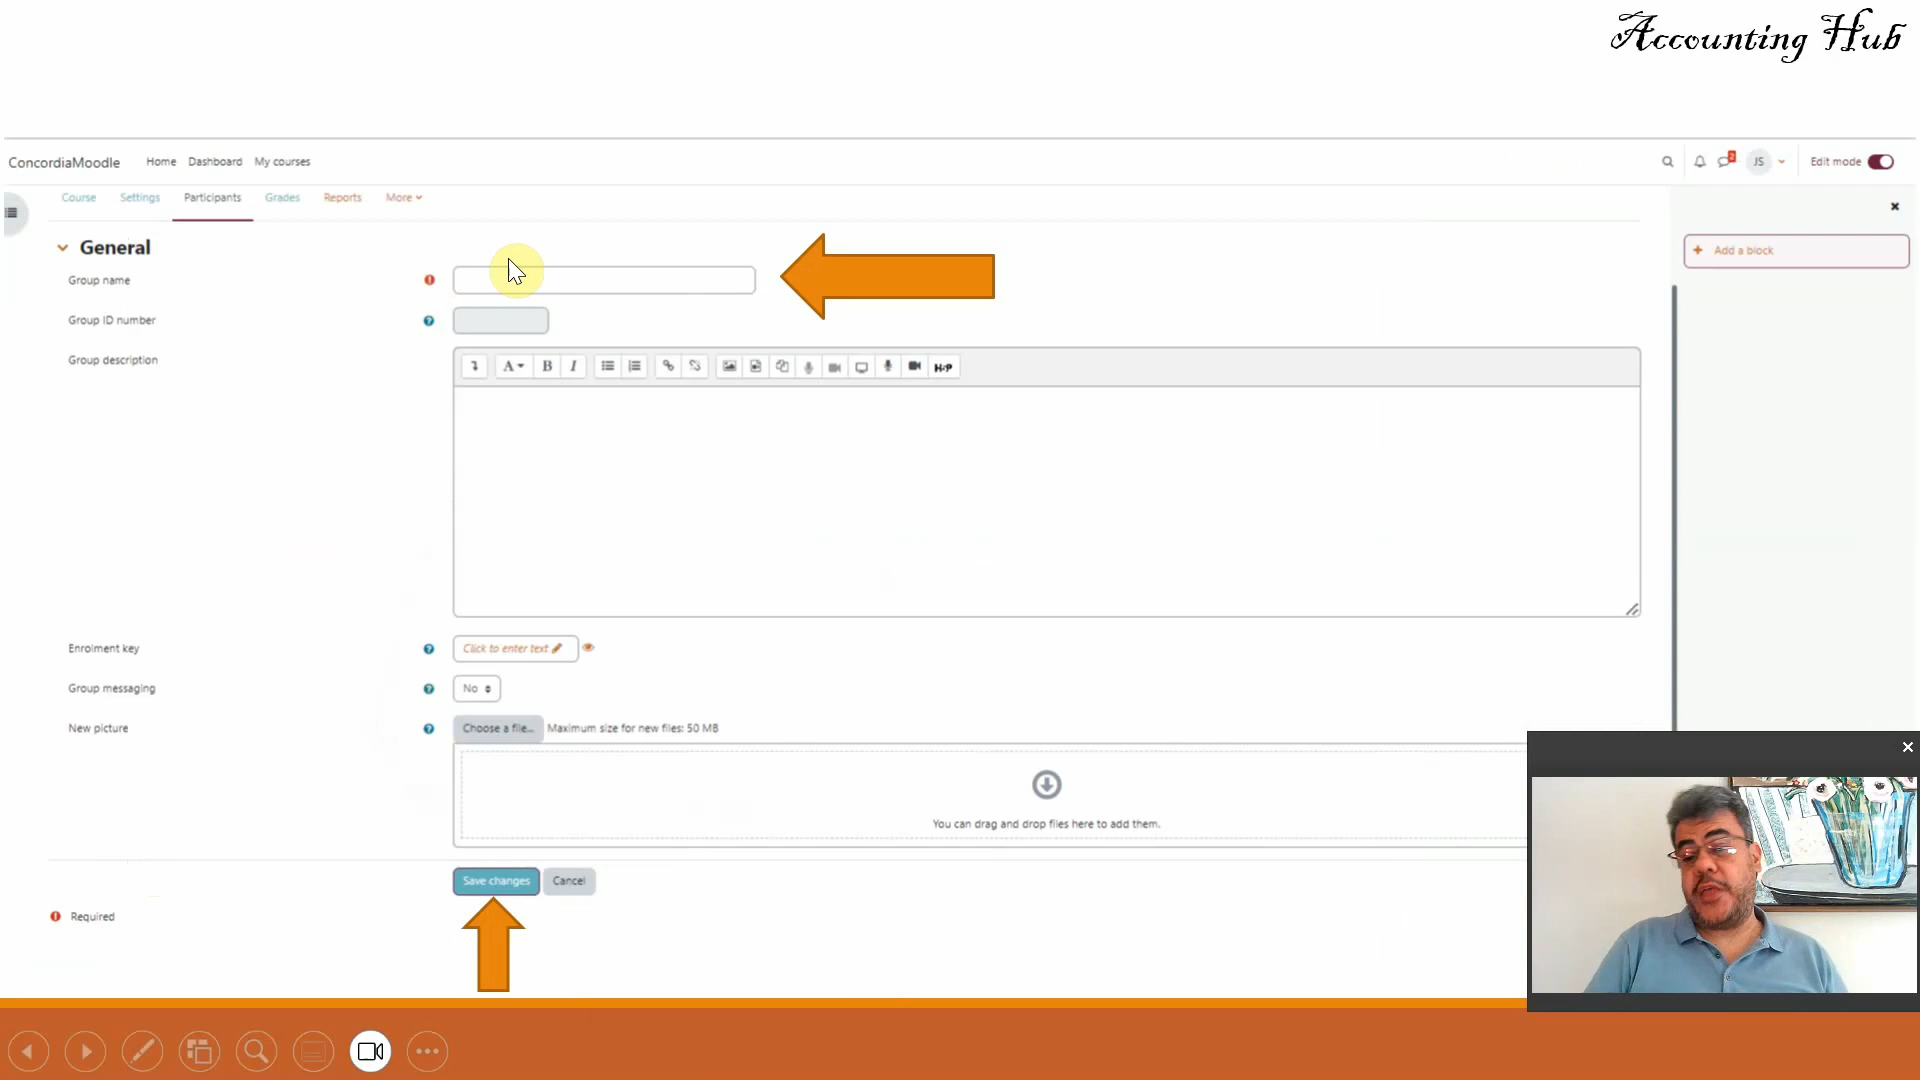 Accounting Hub
ConcordiaMoodle Home Dashboard My courses
2 JS Edit mode
Course Settings Participants Grades Reports More
General
Add a block
Group name
Group ID number
Group description
A B I H-P
Enrolment key Click to enter text
Group messaging No
New picture Choose a file... Maximum size for new files: 50 MB
You can drag and drop files here to add them.
Save changes Cancel
Required